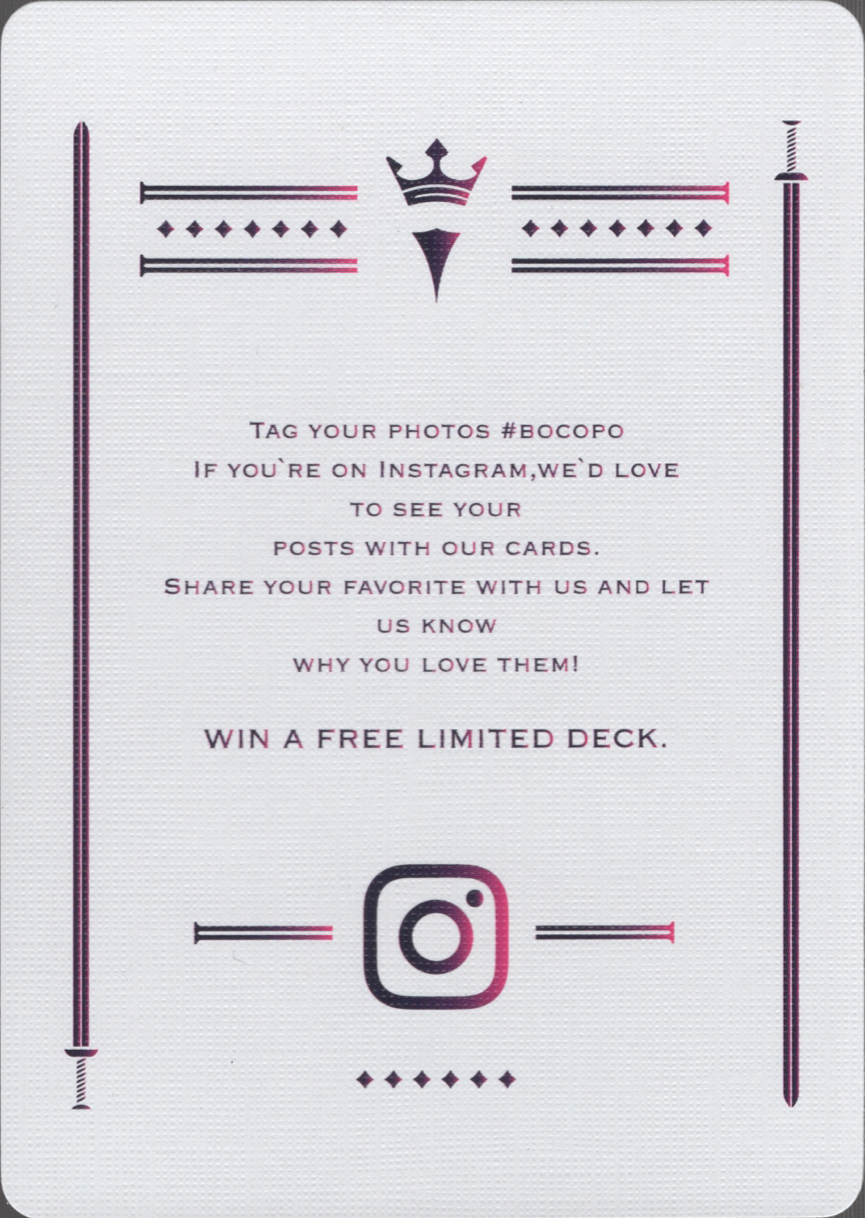 Tag your photos #bocopo
If you`re on Instagram,we`d love
to see your
posts with our cards.
Share your favorite with us and let
us know
why you love them!
WIN A FREE LIMITED DECK.